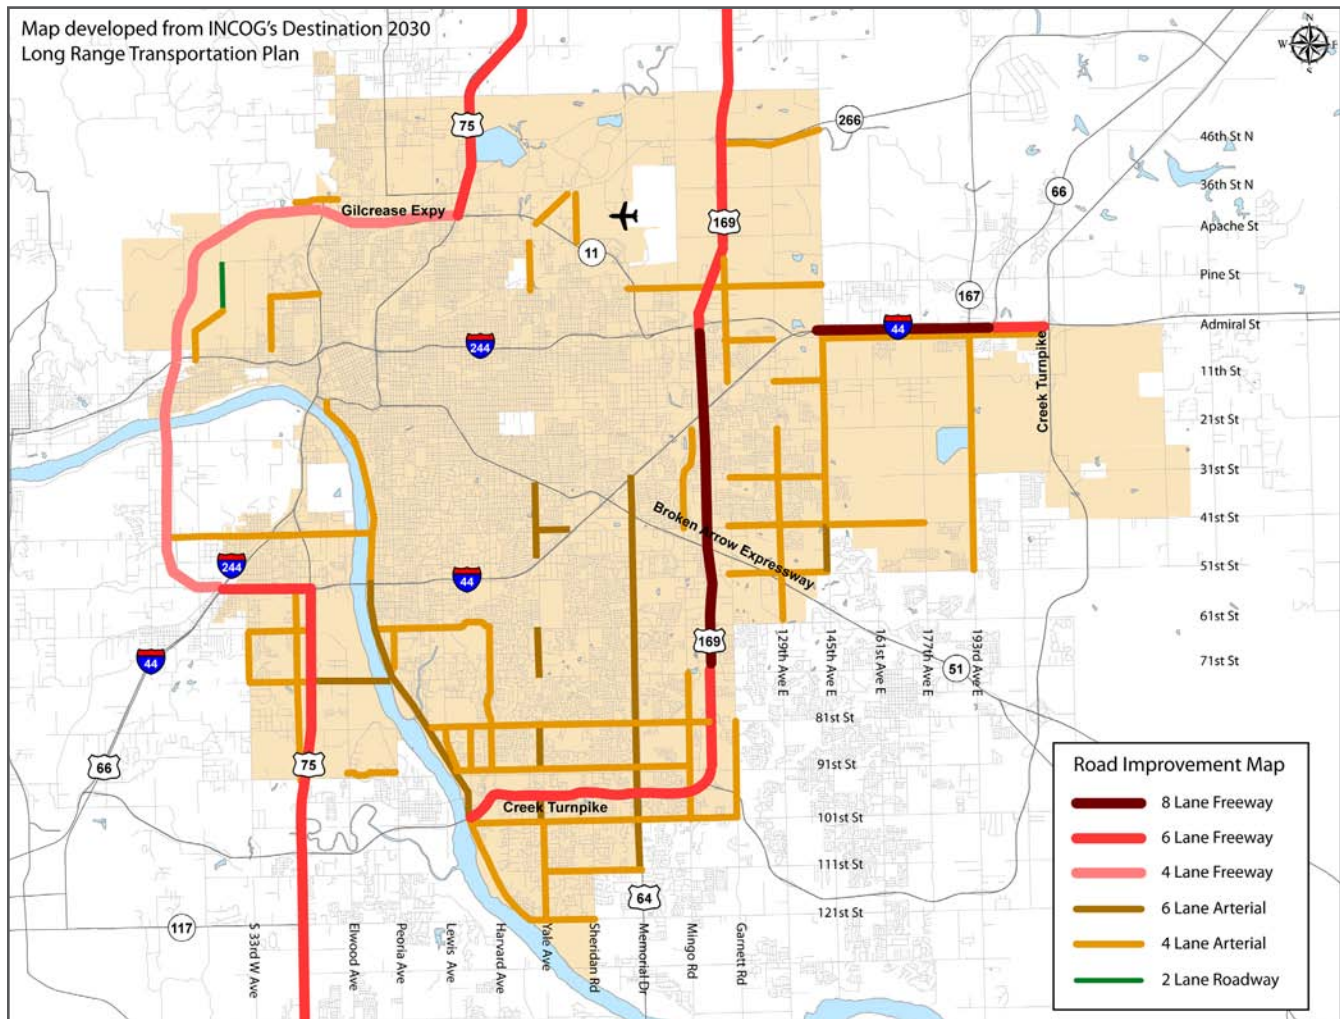 Map developed from INCOG's Destination 2030
Long Range Transportation Plan
N
W
E
S
75
266
46th St N
66
36th St N
Gilcrease Expy
169
Apache St
11
Pine St
167
44
Admiral St
244
Creek Turnpike
11th St
21st St
31st St
41st St
Broken Arrow Expressway
244
44
51st St
61st St
169
129th Ave E
145th Ave E
161st Ave E
177th Ave E
193rd Ave E
44
51
71st St
81st St
66
75
91st St
Creek Turnpike
101st St
111th St
64
121st St
117
S 33rd W Ave
Elwood Ave
Peoria Ave
Lewis Ave
Harvard Ave
Yale Ave
Sheridan Rd
Memorial Dr
Mingo Rd
Garnett Rd
Road Improvement Map
8 Lane Freeway
6 Lane Freeway
4 Lane Freeway
6 Lane Arterial
4 Lane Arterial
2 Lane Roadway